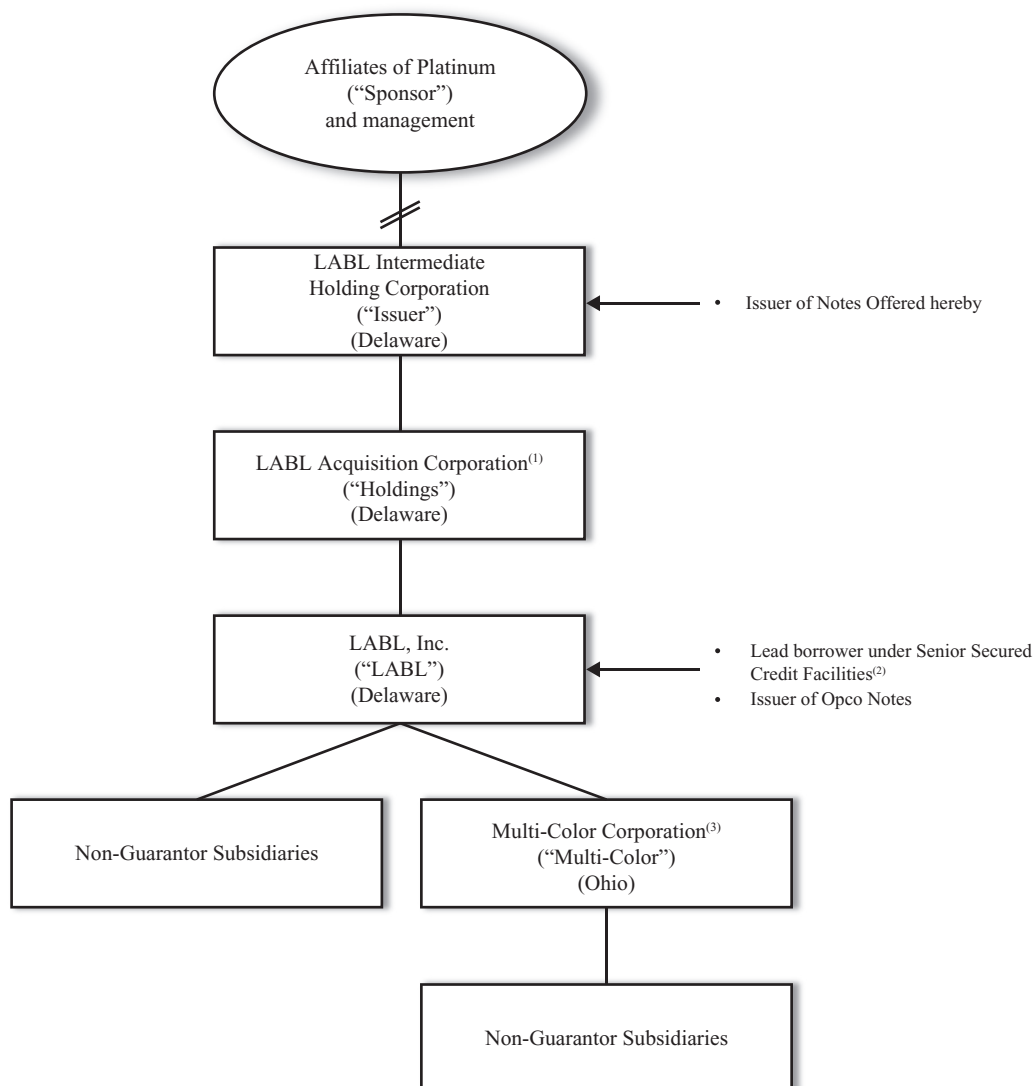 Affiliates of Platinum
(“Sponsor”)
and management
LABL Intermediate
Holding Corporation
(“Issuer”)
(Delaware)
• Issuer of Notes Offered hereby
LABL Acquisition Corporation(1)
(“Holdings”)
(Delaware)
LABL, Inc.
(“LABL”)
(Delaware)
• Lead borrower under Senior Secured
Credit Facilities(2)
• Issuer of Opco Notes
Non-Guarantor Subsidiaries
Multi-Color Corporation(3)
(“Multi-Color”)
(Ohio)
Non-Guarantor Subsidiaries